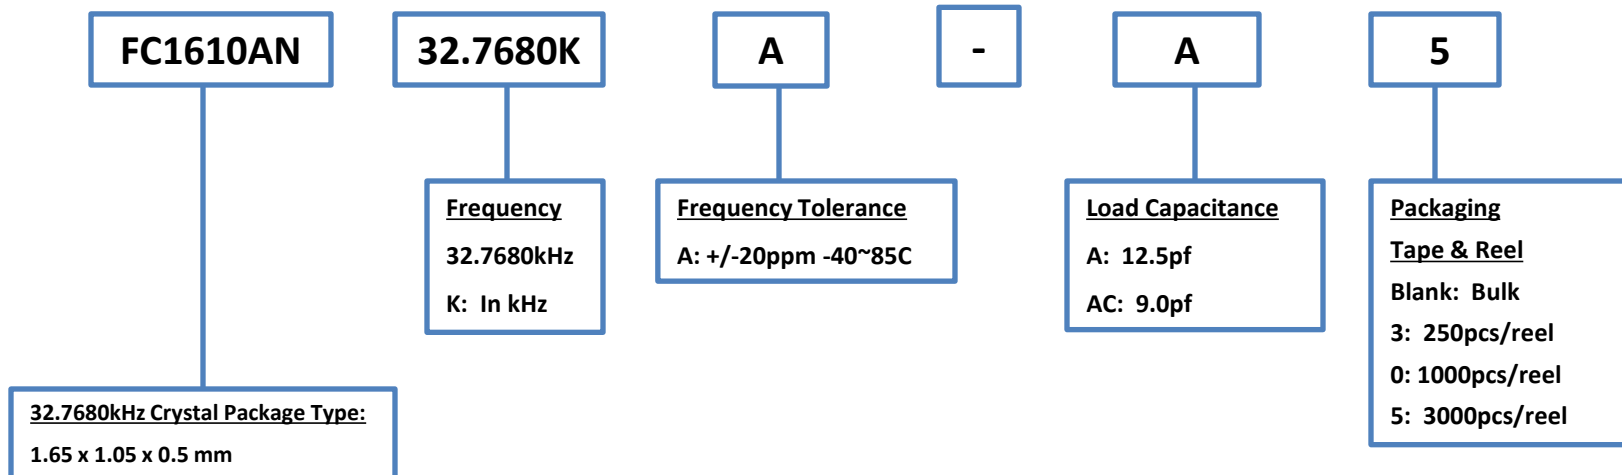 FC1610AN 32.7680K A - A 5
Frequency
32.7680kHz
K: In kHz
Frequency Tolerance
A: +/-20ppm -40~85C
Load Capacitance
A: 12.5pf
AC: 9.0pf
Packaging
Tape & Reel
Blank: Bulk
3: 250pcs/reel
0: 1000pcs/reel
5: 3000pcs/reel
32.7680kHz Crystal Package Type:
1.65 x 1.05 x 0.5 mm